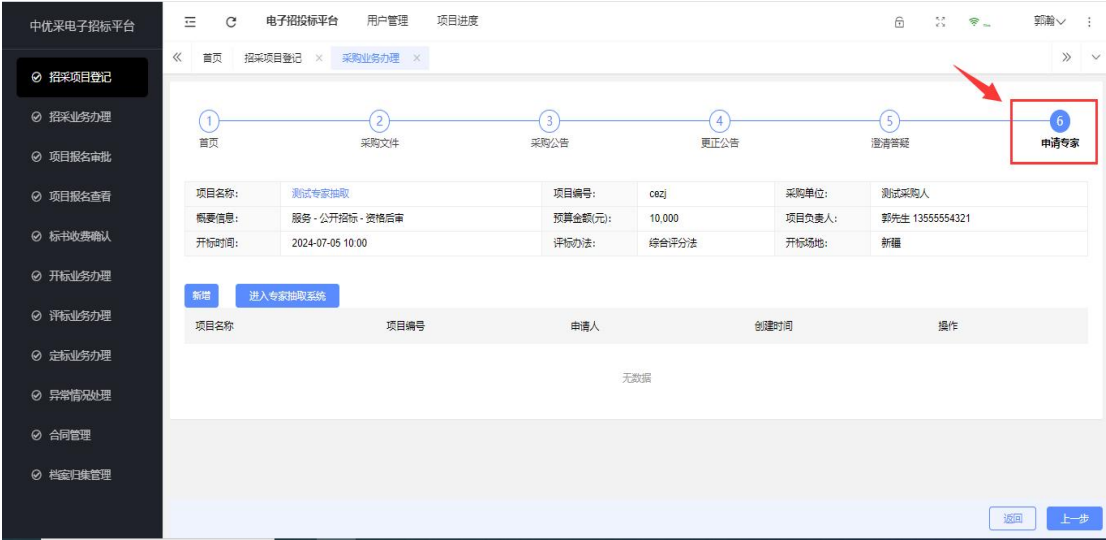 中优采电子招标平台
电子招投标平台 用户管理 项目进度 郭瀚
首页 招采项目登记 × 采购业务办理 ×
招采项目登记
招采业务办理
项目报名审批
项目报名查看
标书收费确认
开标业务办理
评标业务办理
定标业务办理
异常情况处理
合同管理
档案归集管理
1 2 3 4 5 6
首页 采购文件 采购公告 更正公告 澄清答疑 申请专家
项目名称: 测试专家抽取 项目编号: cezj 采购单位: 测试采购人
概要信息: 服务 - 公开招标 - 资格后审 预算金额(元): 10,000 项目负责人: 郭先生 13555554321
开标时间: 2024-07-05 10:00 评标办法: 综合评分法 开标场地: 新疆
新增 进入专家抽取系统
项目名称 项目编号 申请人 创建时间 操作
无数据
返回 上一步